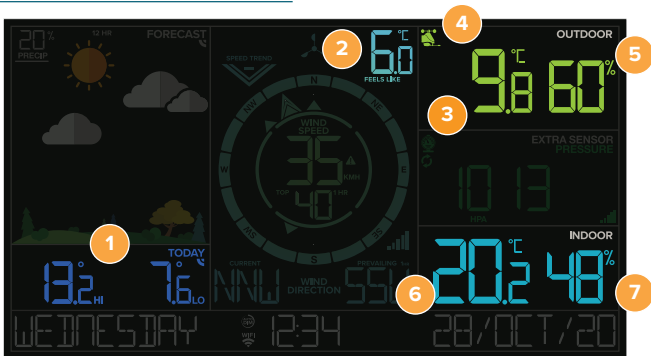 20%
PRECIP
12 HR
FORECAST
SPEED TREND
2
6.0 °C
FEELS LIKE
4
OUTDOOR
5
3
9.8 °C
60%
N
NE
E
S
W
NW
WIND SPEED
35 KMH
TOP 1 HR
40
EXTRA SENSOR
PRESSURE
1013
HPA
1
TODAY
13.2° HI
7.6° LO
CURRENT
NNW
WIND DIRECTION
PREVAILING
SSW
INDOOR
6
20.2 °C
48%
7
WEDNESDAY
WIFI
12:34
28/OCT/20